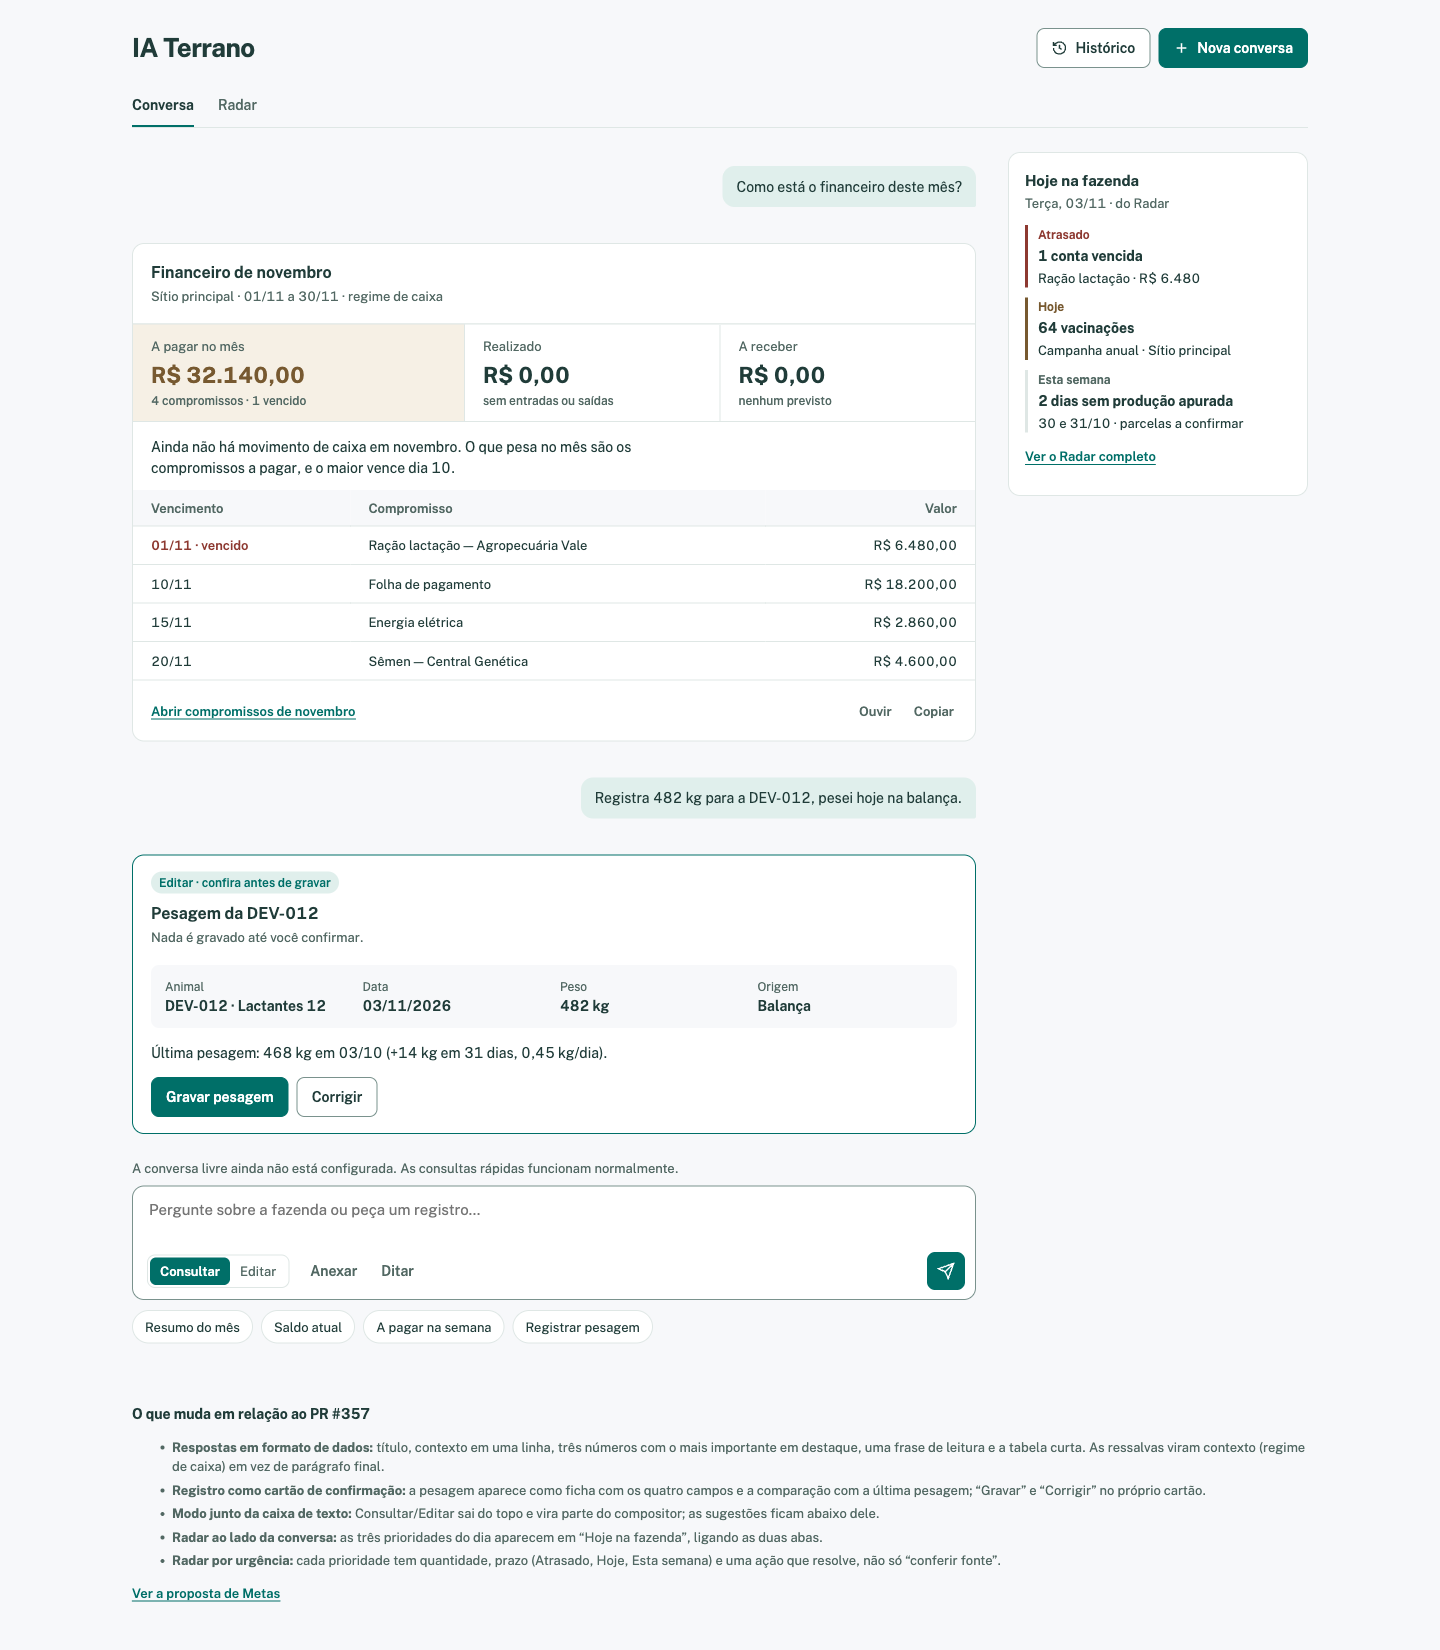 IA Terrano
Histórico
Nova conversa
Conversa
Radar
Como está o financeiro deste mês?
Financeiro de novembro
Sítio principal · 01/11 a 30/11 · regime de caixa
A pagar no mês
R$ 32.140,00
4 compromissos · 1 vencido
Realizado
R$ 0,00
sem entradas ou saídas
A receber
R$ 0,00
nenhum previsto
Ainda não há movimento de caixa em novembro. O que pesa no mês são os
compromissos a pagar, e o maior vence dia 10.
Vencimento Compromisso Valor
01/11 · vencido Ração lactação — Agropecuária Vale R$ 6.480,00
10/11 Folha de pagamento R$ 18.200,00
15/11 Energia elétrica R$ 2.860,00
20/11 Sêmen — Central Genética R$ 4.600,00
Abrir compromissos de novembro
Ouvir
Copiar
Hoje na fazenda
Terça, 03/11 · do Radar
Atrasado
1 conta vencida
Ração lactação · R$ 6.480
Hoje
64 vacinações
Campanha anual · Sítio principal
Esta semana
2 dias sem produção apurada
30 e 31/10 · parcelas a confirmar
Ver o Radar completo
Registra 482 kg para a DEV-012, pesei hoje na balança.
Editar · confira antes de gravar
Pesagem da DEV-012
Nada é gravado até você confirmar.
Animal
DEV-012 · Lactantes 12
Data
03/11/2026
Peso
482 kg
Origem
Balança
Última pesagem: 468 kg em 03/10 (+14 kg em 31 dias, 0,45 kg/dia).
Gravar pesagem
Corrigir
A conversa livre ainda não está configurada. As consultas rápidas funcionam normalmente.
Pergunte sobre a fazenda ou peça um registro...
Consultar
Editar
Anexar
Ditar
Resumo do mês
Saldo atual
A pagar na semana
Registrar pesagem
O que muda em relação ao PR #357
• Respostas em formato de dados: título, contexto em uma linha, três números com o mais importante em destaque, uma frase de leitura e a tabela curta. As ressalvas viram contexto (regime
de caixa) em vez de parágrafo final.
• Registro como cartão de confirmação: a pesagem aparece como ficha com os quatro campos e a comparação com a última pesagem; “Gravar” e “Corrigir” no próprio cartão.
• Modo junto da caixa de texto: Consultar/Editar sai do topo e vira parte do compositor; as sugestões ficam abaixo dele.
• Radar ao lado da conversa: as três prioridades do dia aparecem em “Hoje na fazenda”, ligando as duas abas.
• Radar por urgência: cada prioridade tem quantidade, prazo (Atrasado, Hoje, Esta semana) e uma ação que resolve, não só “conferir fonte”.
Ver a proposta de Metas